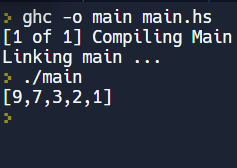 > ghc -o main main.hs
[1 of 1] Compiling Main
Linking main ...
> ./main
[9,7,3,2,1]
>